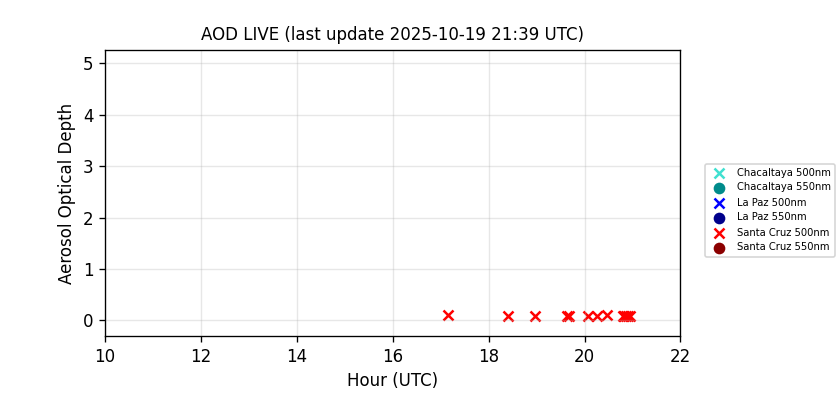 AOD LIVE (last update 2025-10-19 21:39 UTC)
Aerosol Optical Depth
5
4
3
2
1
0
10 12 14 16 18 20 22
Hour (UTC)
Chacaltaya 500nm
Chacaltaya 550nm
La Paz 500nm
La Paz 550nm
Santa Cruz 500nm
Santa Cruz 550nm